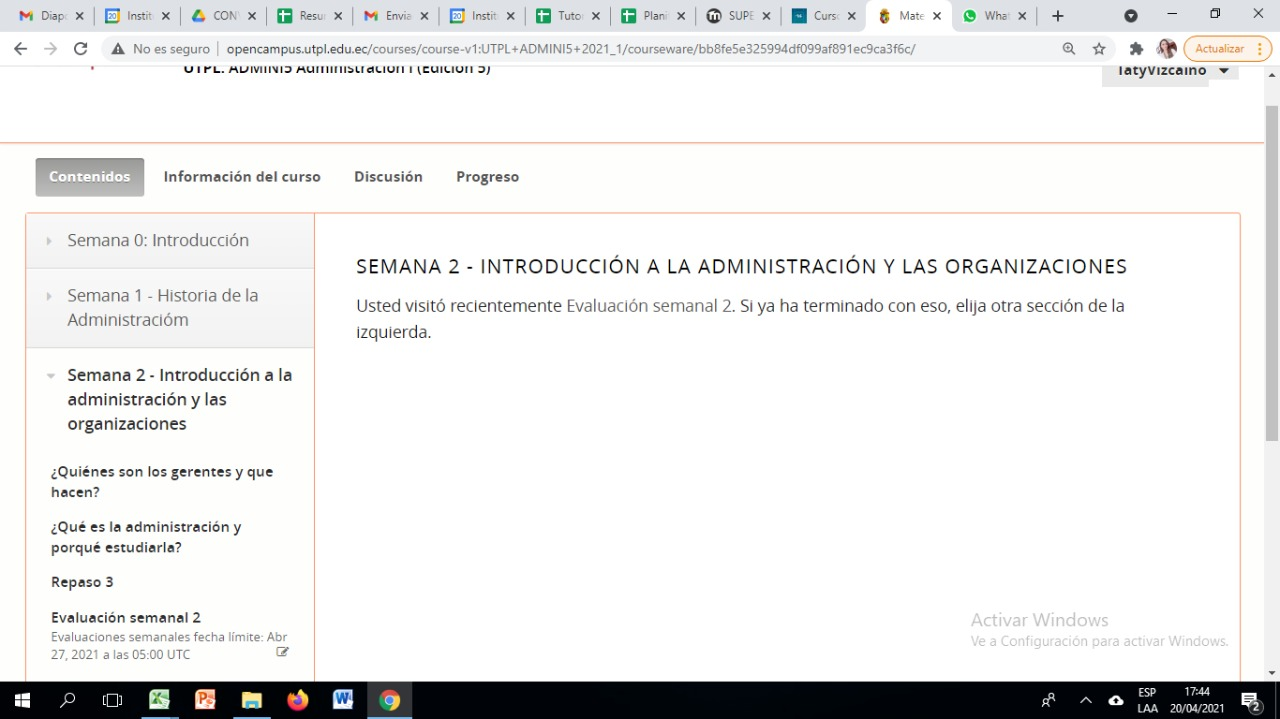 Diap
Instit
CON
Resu
Envia
Instit
Tuto
Plani
SUPE
Curs
Mate
What
No es seguro
opencampus.utpl.edu.ec/courses/course-v1:UTPL+ADMINI5+2021_1/courseware/bb8fe5e325994df099af891ec9ca3f6c/
Actualizar
UTPL: ADMINI5 Administración I (Edición 5)
TatyVizcaino
Contenidos
Información del curso
Discusión
Progreso
Semana 0: Introducción
Semana 1 - Historia de la
Administracióm
Semana 2 - Introducción a la
administración y las
organizaciones
¿Quiénes son los gerentes y que
hacen?
¿Qué es la administración y
porqué estudiarla?
Repaso 3
Evaluación semanal 2
Evaluaciones semanales fecha límite: Abr
27, 2021 a las 05:00 UTC
SEMANA 2 - INTRODUCCIÓN A LA ADMINISTRACIÓN Y LAS ORGANIZACIONES
Usted visitó recientemente Evaluación semanal 2. Si ya ha terminado con eso, elija otra sección de la
izquierda.
Activar Windows
Ve a Configuración para activar Windows.
ESP
LAA
17:44
20/04/2021
2